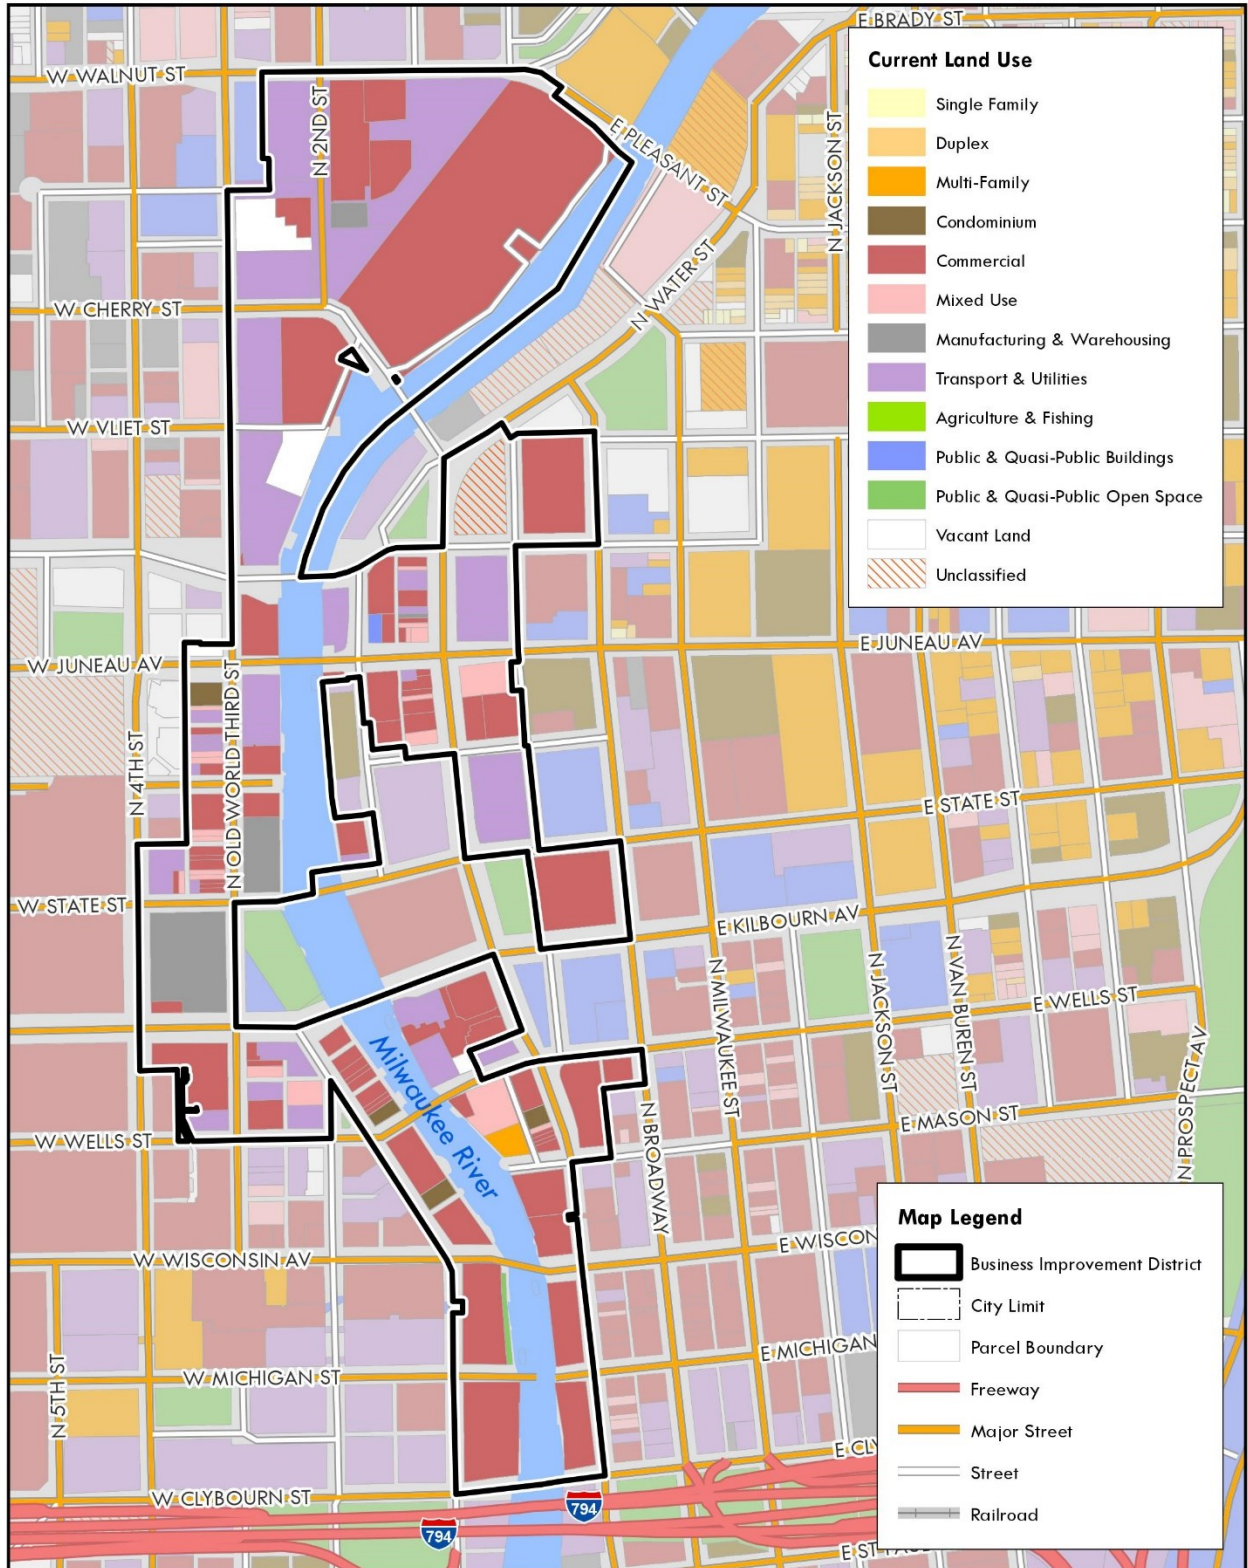 E BRADY ST
W WALNUT ST
N 2ND ST
E PLEASANT ST
N JACKSON ST
N WATER ST
W CHERRY ST
W VLIET ST
Current Land Use
Single Family
Duplex
Multi-Family
Condominium
Commercial
Mixed Use
Manufacturing & Warehousing
Transport & Utilities
Agriculture & Fishing
Public & Quasi-Public Buildings
Public & Quasi-Public Open Space
Vacant Land
Unclassified
W JUNEAU AV
E JUNEAU AV
N 4TH ST
N OLD WORLD THIRD ST
E STATE ST
W STATE ST
E KILBOURN AV
N MILWAUKEE ST
N JACKSON ST
N VAN BUREN ST
E WELLS ST
N PROSPECT AV
Milwaukee River
E MASON ST
W WELLS ST
N BROADWAY
W WISCONSIN AV
E WISCON
W MICHIGAN ST
E MICHIGAN
N 5TH ST
E CLY
W CLYBOURN ST
794
794
E ST PAU
Map Legend
Business Improvement District
City Limit
Parcel Boundary
Freeway
Major Street
Street
Railroad